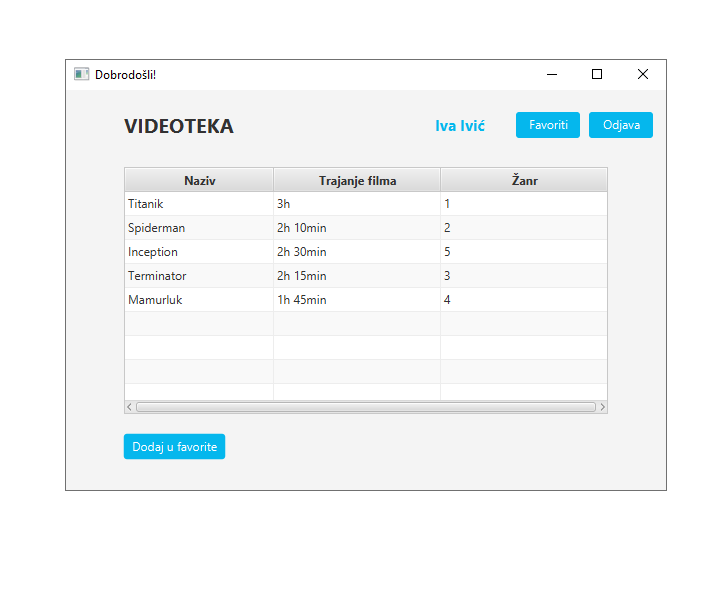 Dobrodošli!
VIDEOTEKA Iva Ivić Favoriti Odjava
Naziv Trajanje filma Žanr
Titanik 3h 1
Spiderman 2h 10min 2
Inception 2h 30min 5
Terminator 2h 15min 3
Mamurluk 1h 45min 4
Dodaj u favorite